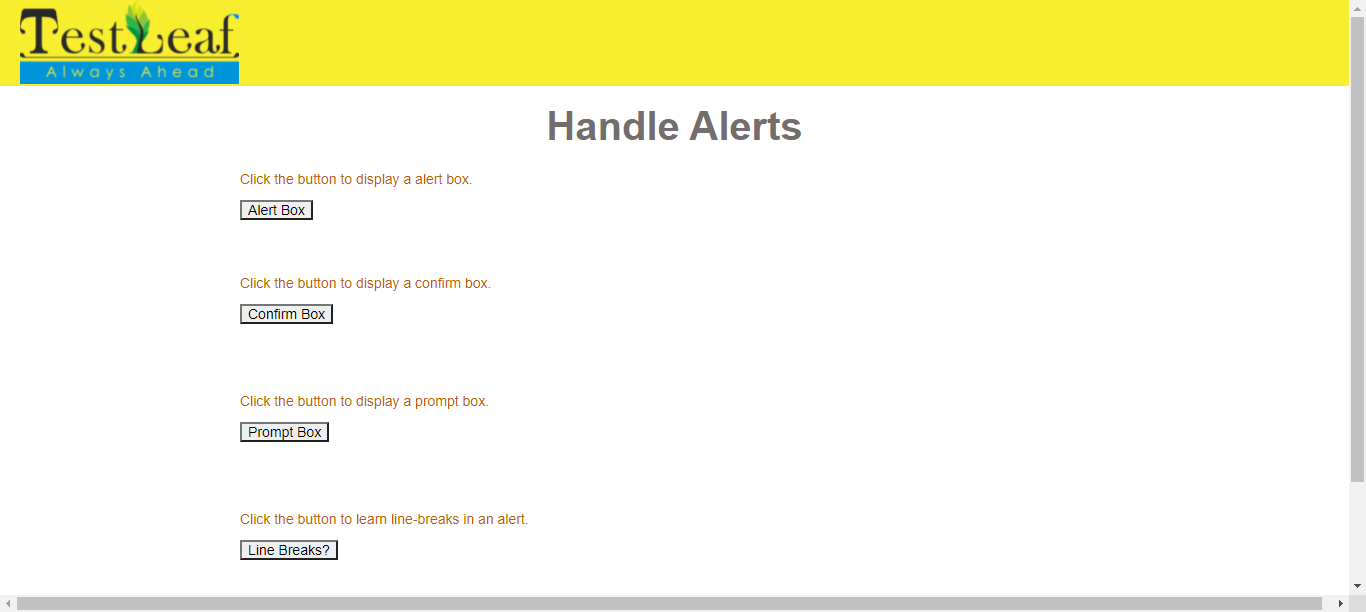 TestLeaf
Always Ahead
Handle Alerts
Click the button to display a alert box.
Alert Box
Click the button to display a confirm box.
Confirm Box
Click the button to display a prompt box.
Prompt Box
Click the button to learn line-breaks in an alert.
Line Breaks?